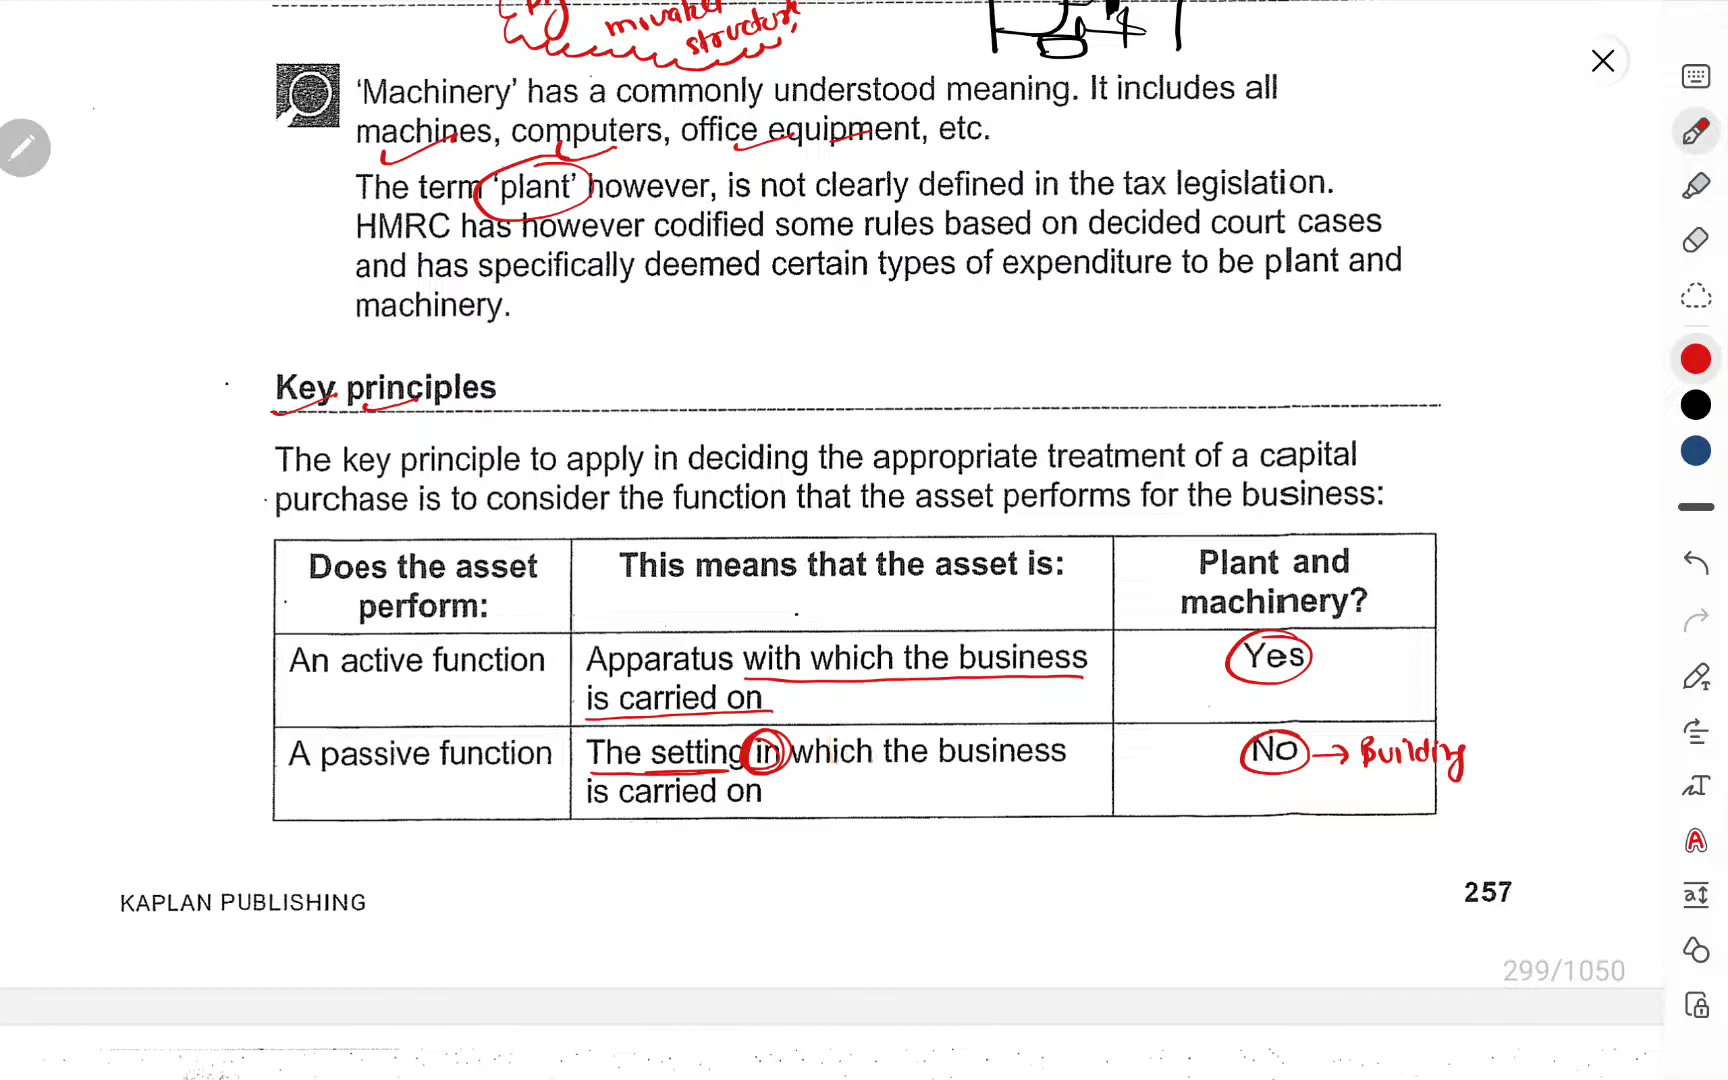 movable
structure,
‘Machinery’ has a commonly understood meaning. It includes all
machines, computers, office equipment, etc.
The term ‘plant’ however, is not clearly defined in the tax legislation.
HMRC has however codified some rules based on decided court cases
and has specifically deemed certain types of expenditure to be plant and
machinery.
Key principles
The key principle to apply in deciding the appropriate treatment of a capital
purchase is to consider the function that the asset performs for the business:
Does the asset perform:
This means that the asset is:
Plant and machinery?
An active function
Apparatus with which the business
is carried on
Yes
A passive function
The setting in which the business
is carried on
No → Building
KAPLAN PUBLISHING
257
299/1050